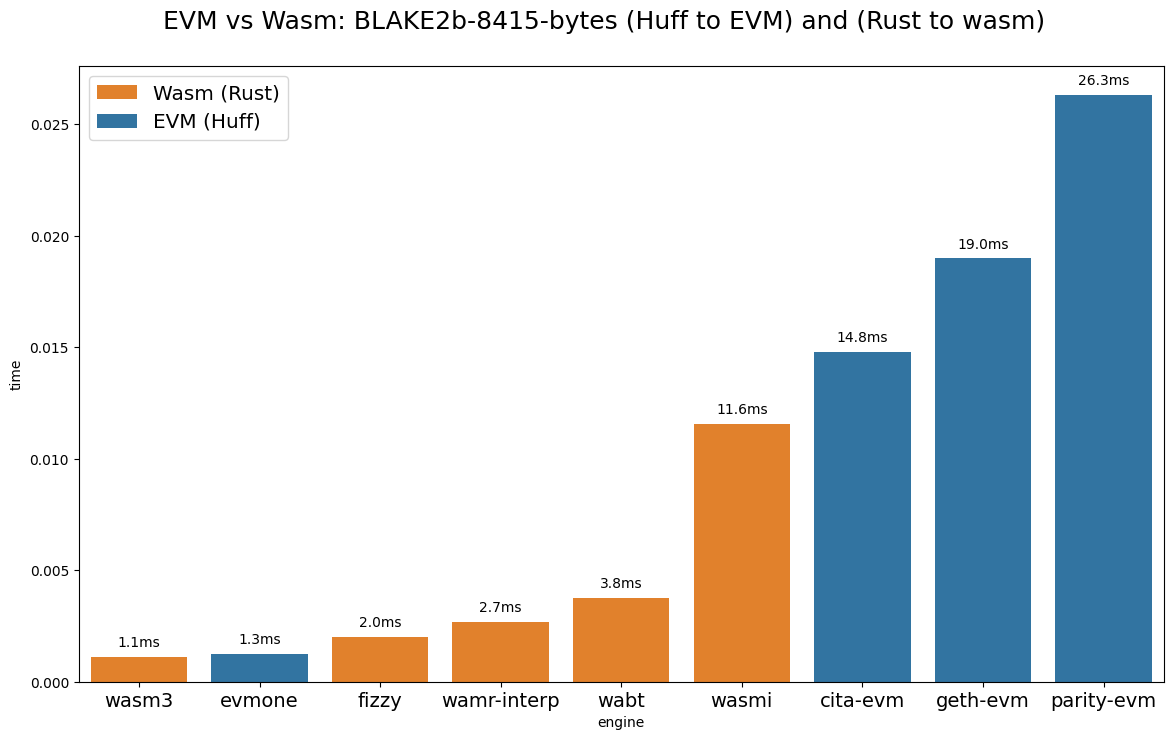 EVM vs Wasm: BLAKE2b-8415-bytes (Huff to EVM) and (Rust to wasm)
Wasm (Rust)
EVM (Huff)
26.3ms
0.025
0.020
19.0ms
0.015
14.8ms
time
11.6ms
0.010
0.005
3.8ms
2.7ms
2.0ms
1.3ms
1.1ms
0.000
wasm3 evmone fizzy wamr-interp wabt wasmi cita-evm geth-evm parity-evm
engine